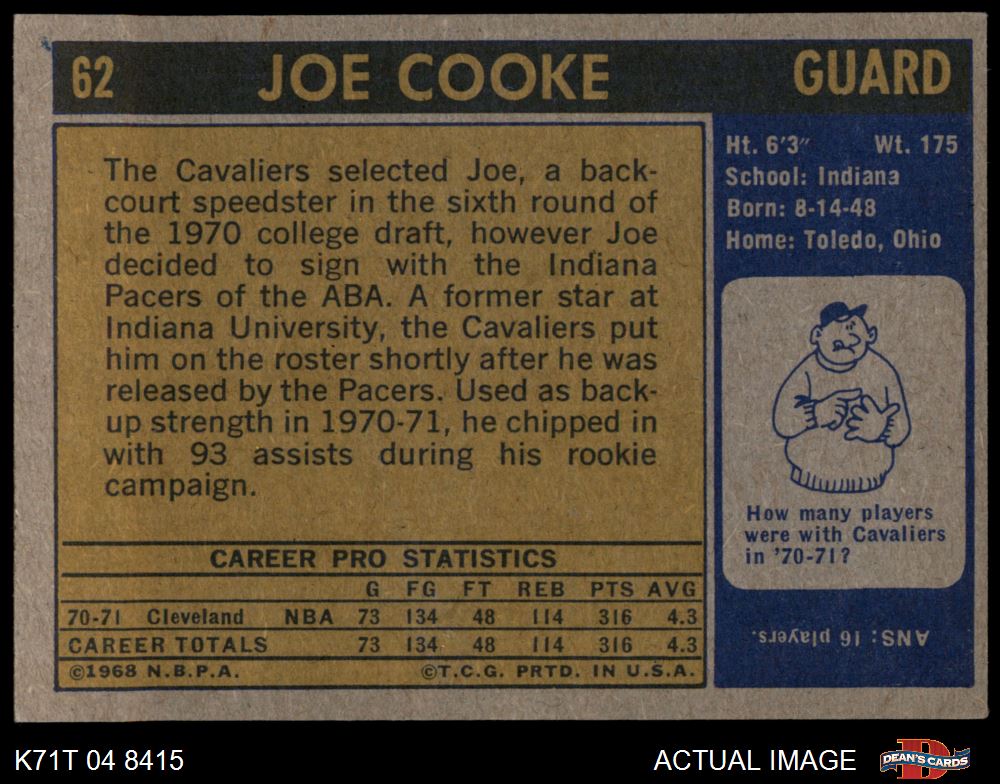 62 JOE COOKE GUARD
The Cavaliers selected Joe, a back-
court speedster in the sixth round of
the 1970 college draft, however Joe
decided to sign with the Indiana
Pacers of the ABA. A former star at
Indiana University, the Cavaliers put
him on the roster shortly after he was
released by the Pacers. Used as back-
up strength in 1970-71, he chipped in
with 93 assists during his rookie
campaign.
CAREER PRO STATISTICS
G FG FT REB PTS AVG
70-71 Cleveland NBA 73 134 48 114 316 4.3
CAREER TOTALS 73 134 48 114 316 4.3
©1968 N.B.P.A. ©T.C.G. PRTD. IN U.S.A.
Ht. 6'3" Wt. 175
School: Indiana
Born: 8-14-48
Home: Toledo, Ohio
How many players
were with Cavaliers
in '70-71?
ANS: 16 players.
K71T 04 8415 ACTUAL IMAGE
DEAN'S CARDS